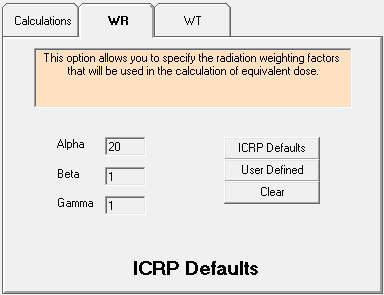 Calculations WR WT
This option allows you to specify the radiation weighting factors
that will be used in the calculation of equivalent dose.
Alpha 20 ICRP Defaults
Beta 1 User Defined
Gamma 1 Clear
ICRP Defaults